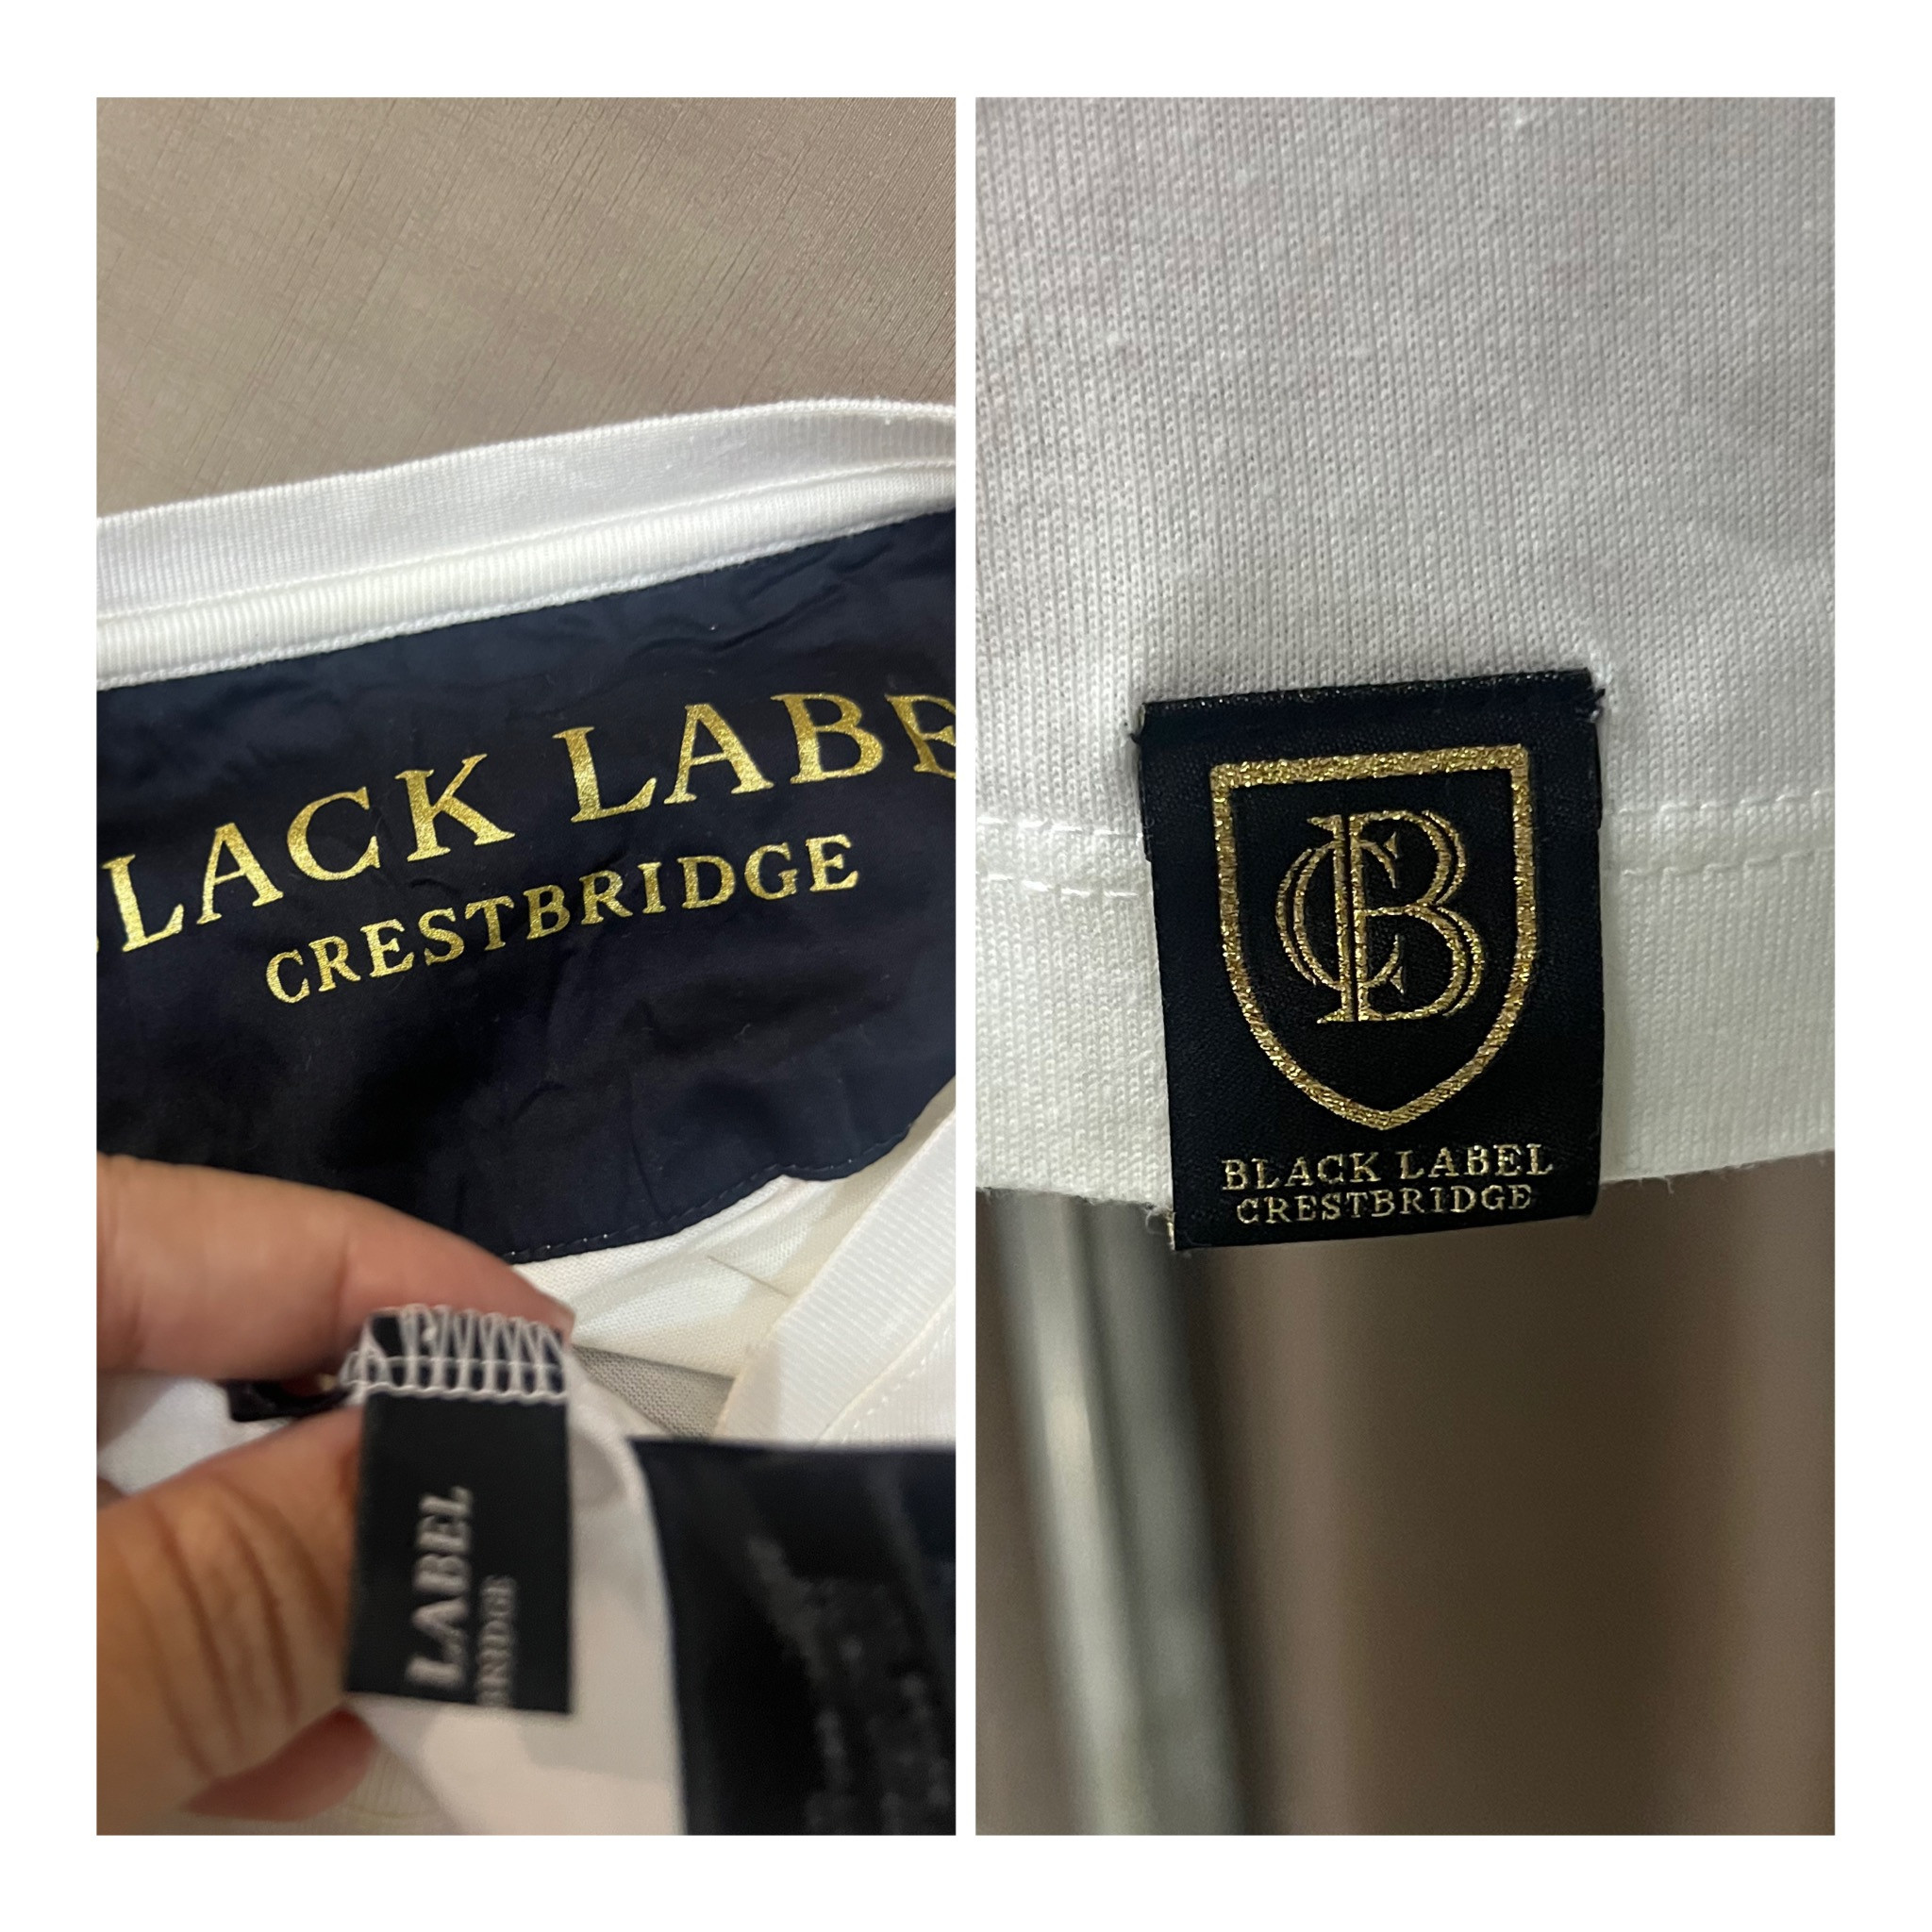 LACK LABE
CRESTBRIDGE
LABEL
BRIDGE
CB
BLACK LABEL
CRESTBRIDGE